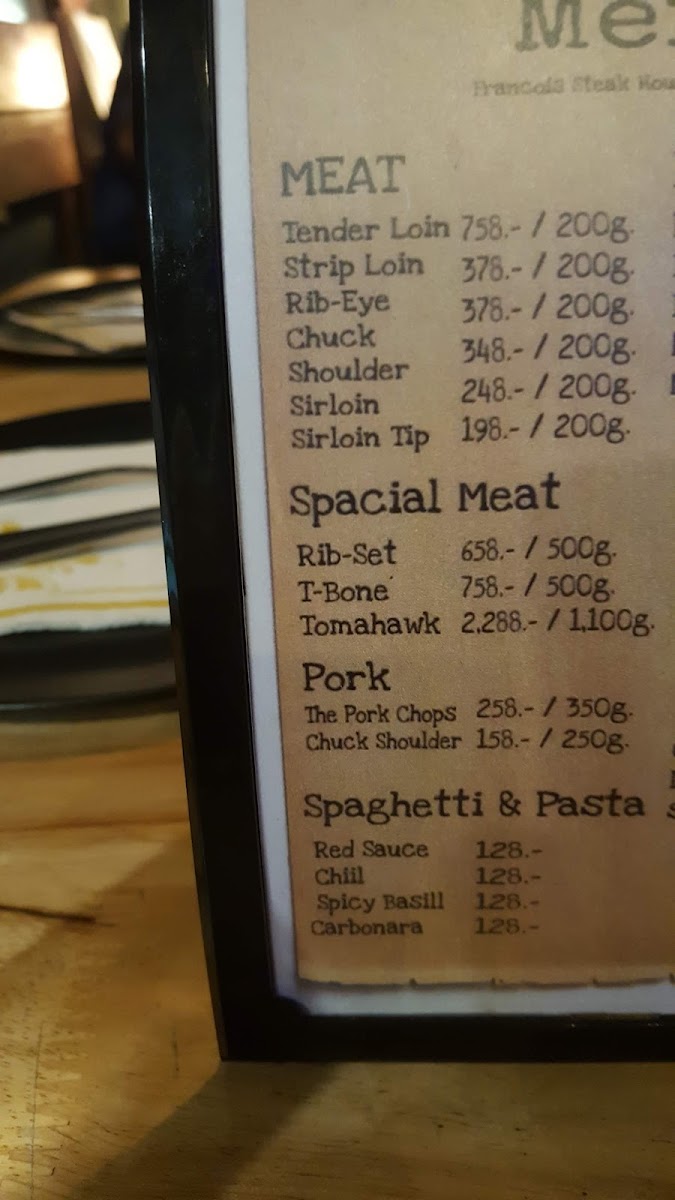 Francois Steak
MEAT
Tender Loin 758.- / 200g.
Strip Loin 378.- / 200g.
Rib-Eye 378.- / 200g.
Chuck 348.- / 200g.
Shoulder 248.- / 200g.
Sirloin
Sirloin Tip 198.- / 200g.
Spacial Meat
Rib-Set 658.- / 500g.
T-Bone 758.- / 500g.
Tomahawk 2,288.- / 1,100g.
Pork
The Pork Chops 258.- / 350g.
Chuck Shoulder 158.- / 250g.
Spaghetti & Pasta
Red Sauce 128.-
Chiil 128.-
Spicy Basill 128.-
Carbonara 128.-